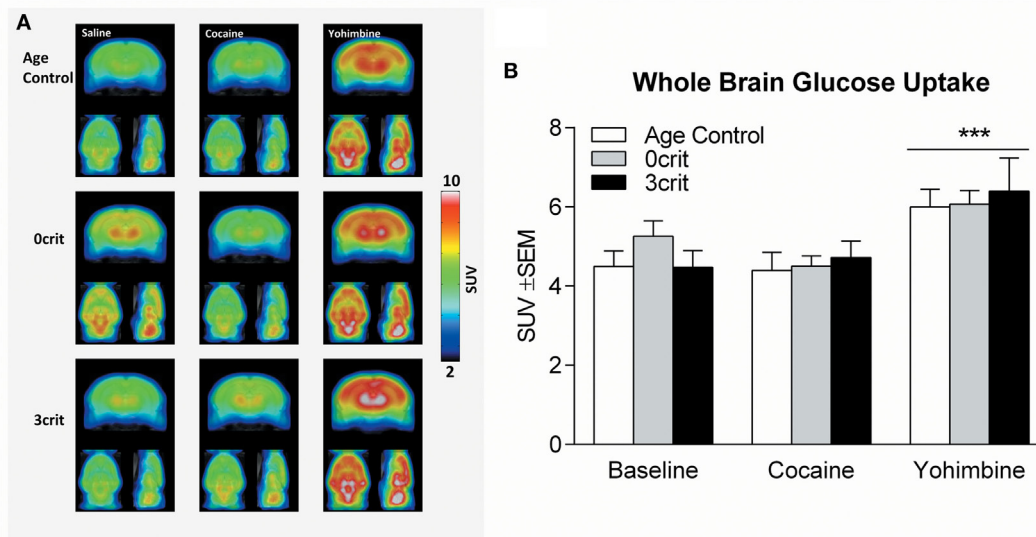 A
Saline Cocaine Yohimbine
Age
Control
0crit
3crit
10
SUV
2
B
Whole Brain Glucose Uptake
Age Control
0crit
3crit
***
SUV ±SEM
8
6
4
2
0
Baseline Cocaine Yohimbine